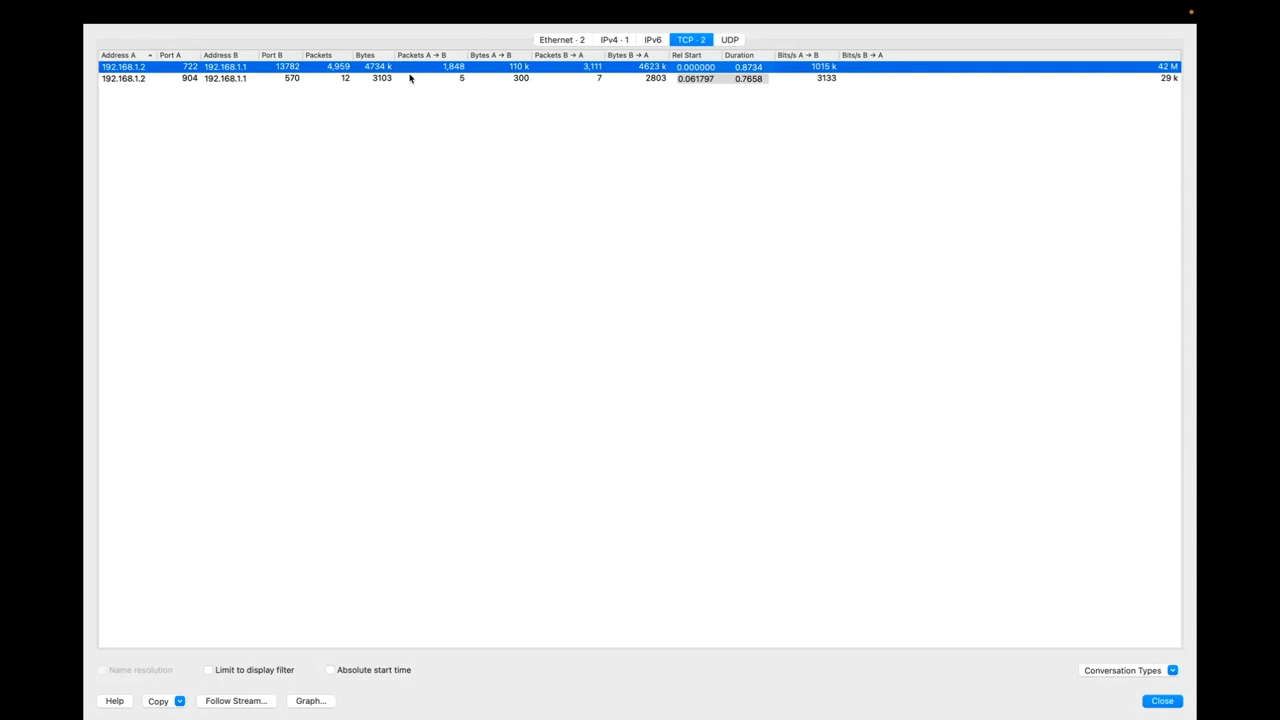 Ethernet · 2 IPv4 · 1 IPv6 TCP · 2 UDP
Address A Port A Address B Port B Packets Bytes Packets A → B Bytes A → B Packets B → A Bytes B → A Rel Start Duration Bits/s A → B Bits/s B → A
192.168.1.2 722 192.168.1.1 13782 4,959 4734 k 1,848 110 k 3,111 4623 k 0.000000 0.8734 1015 k 42 M
192.168.1.2 904 192.168.1.1 570 12 3103 5 300 7 2803 0.061797 0.7658 3133 29 k
Name resolution Limit to display filter Absolute start time Conversation Types
Help Copy Follow Stream... Graph... Close